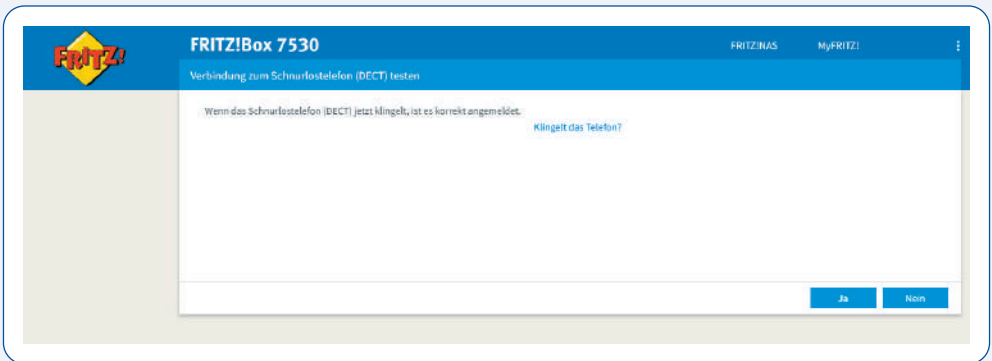 FRITZ!
FRITZ!Box 7530
FRITZ!NAS MyFRITZ!
Verbindung zum Schnurlostelefon (DECT) testen
Wenn das Schnurlostelefon (DECT) jetzt klingelt, ist es korrekt angemeldet.
Klingelt das Telefon?
Ja Nein